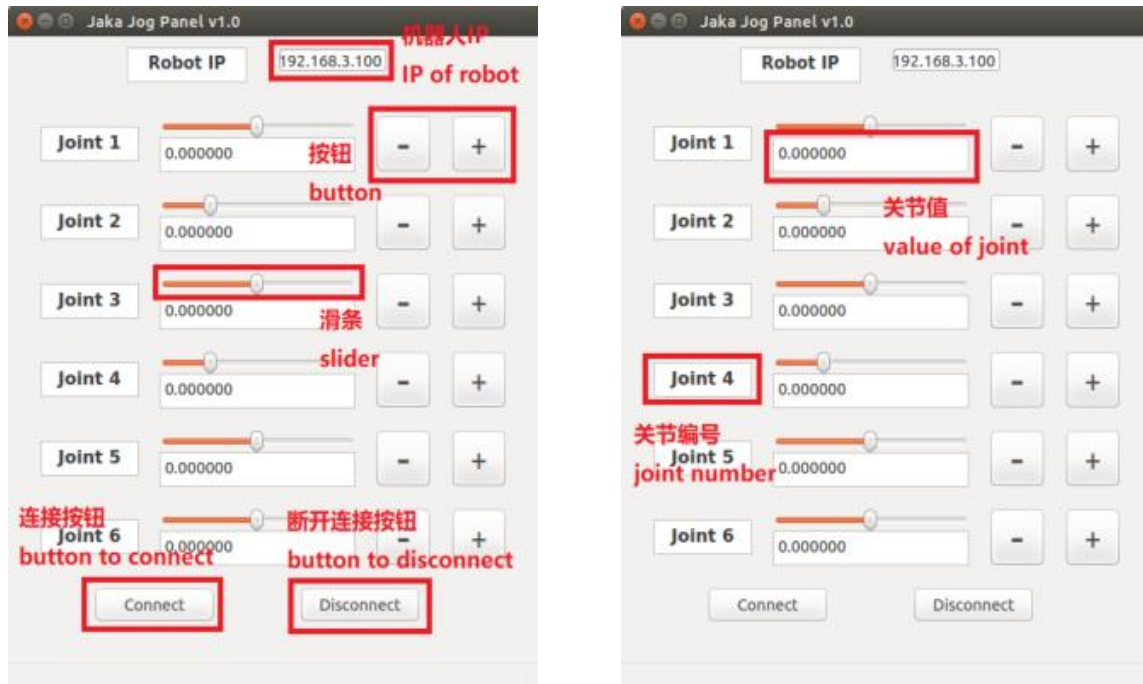 Jaka Jog Panel v1.0
Robot IP
192.168.3.100
机器人IP
IP of robot
Joint 1
0.000000
-
+
按钮
button
Joint 2
0.000000
-
+
Joint 3
0.000000
-
+
滑条
slider
Joint 4
0.000000
-
+
Joint 5
0.000000
-
+
连接按钮
button to connect
断开连接按钮
button to disconnect
Joint 6
0.000000
-
+
Connect
Disconnect
Jaka Jog Panel v1.0
Robot IP
192.168.3.100
Joint 1
0.000000
-
+
关节值
value of joint
Joint 2
0.000000
-
+
Joint 3
0.000000
-
+
Joint 4
0.000000
-
+
关节编号
joint number
Joint 5
0.000000
-
+
Joint 6
0.000000
-
+
Connect
Disconnect